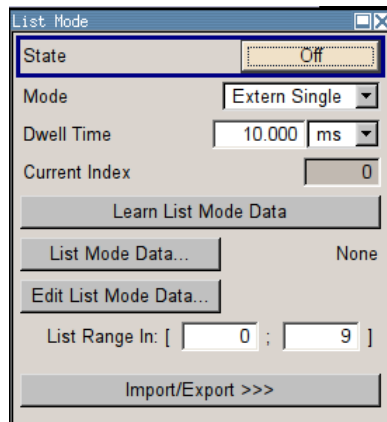 List Mode
State Off
Mode Extern Single
Dwell Time 10.000 ms
Current Index 0
Learn List Mode Data
List Mode Data... None
Edit List Mode Data...
List Range In: [ 0 ; 9 ]
Import/Export >>>